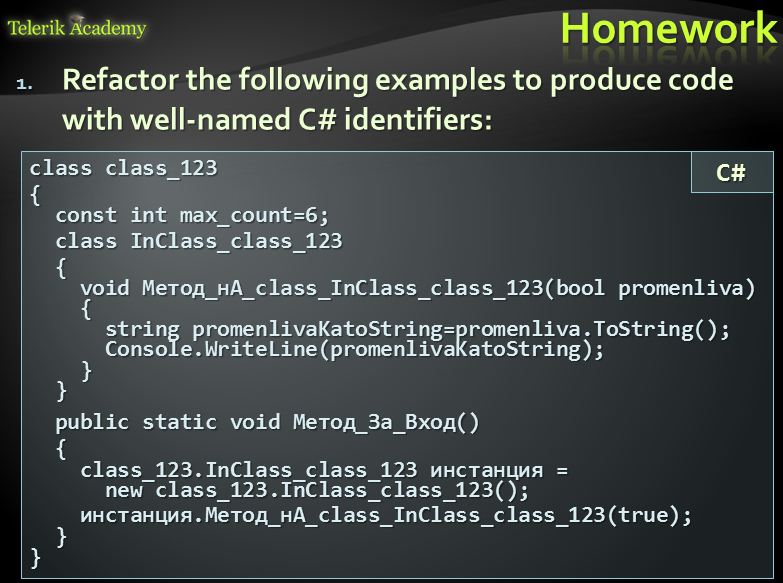 Telerik Academy
Homework
1. Refactor the following examples to produce code
with well-named C# identifiers:
C#
class class_123
{
const int max_count=6;
class InClass_class_123
{
void Метод_нА_class_InClass_class_123(bool promenliva)
{
string promenlivaKatoString=promenliva.ToString();
Console.WriteLine(promenlivaKatoString);
}
}
public static void Метод_За_Вход()
{
class_123.InClass_class_123 инстанция =
new class_123.InClass_class_123();
инстанция.Метод_нА_class_InClass_class_123(true);
}
}